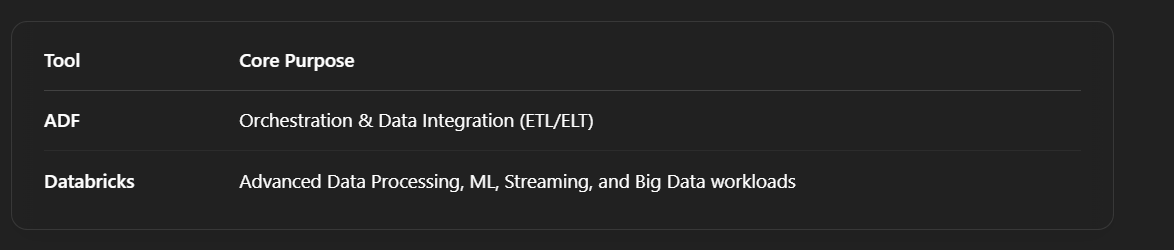 Tool Core Purpose
ADF Orchestration & Data Integration (ETL/ELT)
Databricks Advanced Data Processing, ML, Streaming, and Big Data workloads